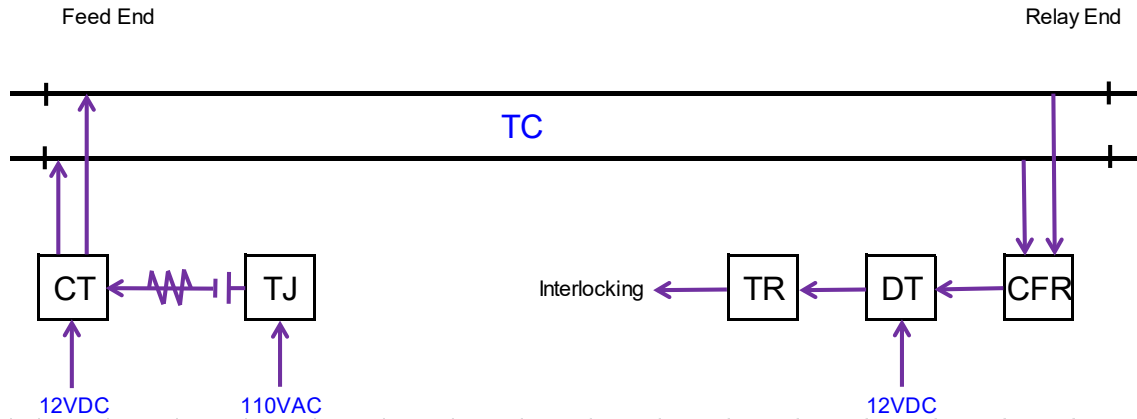 Feed End
Relay End
TC
CT
TJ
Interlocking
TR
DT
CFR
12VDC
110VAC
12VDC